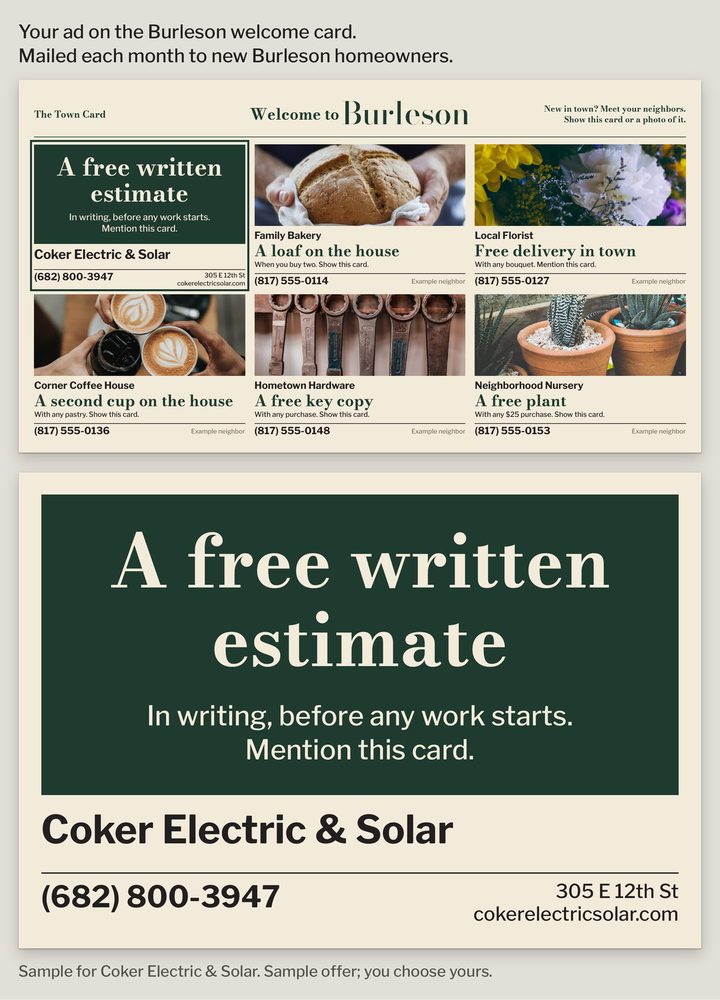 Your ad on the Burleson welcome card.
Mailed each month to new Burleson homeowners.
The Town Card
Welcome to Burleson
New in town? Meet your neighbors.
Show this card or a photo of it.
A free written
estimate
In writing, before any work starts.
Mention this card.
Coker Electric & Solar
(682) 800-3947
305 E 12th St
cokerelectricsolar.com
Family Bakery
A loaf on the house
When you buy two. Show this card.
(817) 555-0114
Example neighbor
Local Florist
Free delivery in town
With any bouquet. Mention this card.
(817) 555-0127
Example neighbor
Corner Coffee House
A second cup on the house
With any pastry. Show this card.
(817) 555-0136
Example neighbor
Hometown Hardware
A free key copy
With any purchase. Show this card.
(817) 555-0148
Example neighbor
Neighborhood Nursery
A free plant
With any $25 purchase. Show this card.
(817) 555-0153
Example neighbor
A free written
estimate
In writing, before any work starts.
Mention this card.
Coker Electric & Solar
(682) 800-3947
305 E 12th St
cokerelectricsolar.com
Sample for Coker Electric & Solar. Sample offer; you choose yours.